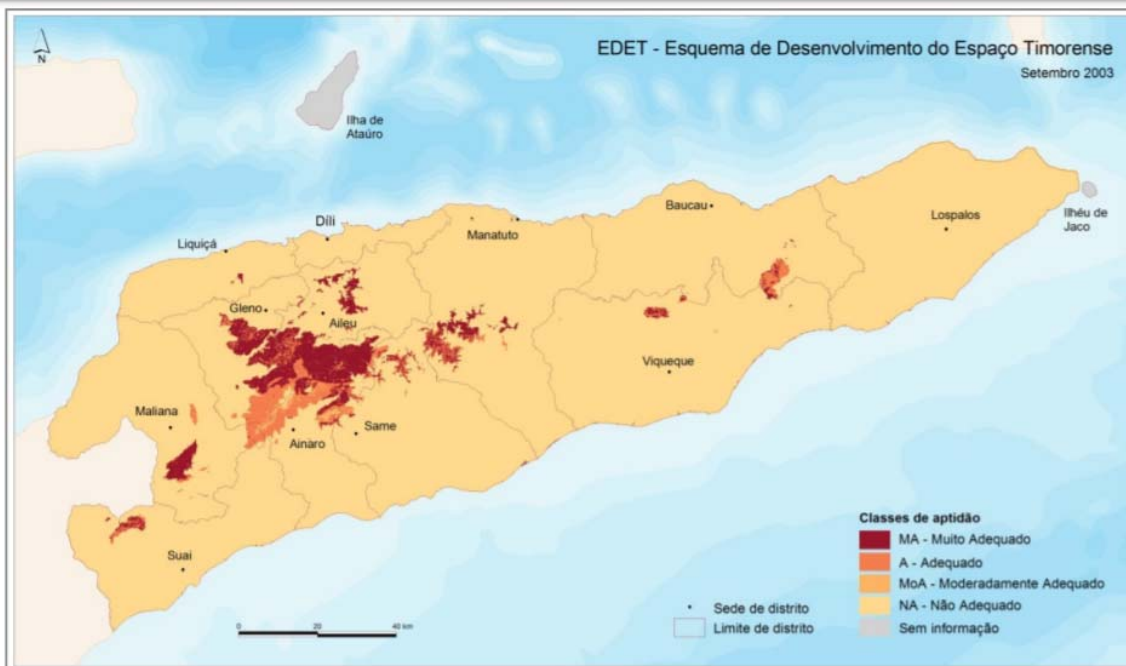 N
EDET - Esquema de Desenvolvimento do Espaço Timorense
Setembro 2003
Ilha de
Ataúro
Díli
Baucau
Manatuto
Lospalos
Ilhéu de
Jaco
Liquiçá
Gleno
Aileu
Viqueque
Maliana
Same
Ainaro
Suai
Classes de aptidão
MA - Muito Adequado
A - Adequado
MoA - Moderadamente Adequado
NA - Não Adequado
Sem informação
Sede de distrito
Limite de distrito
0 20 40 km